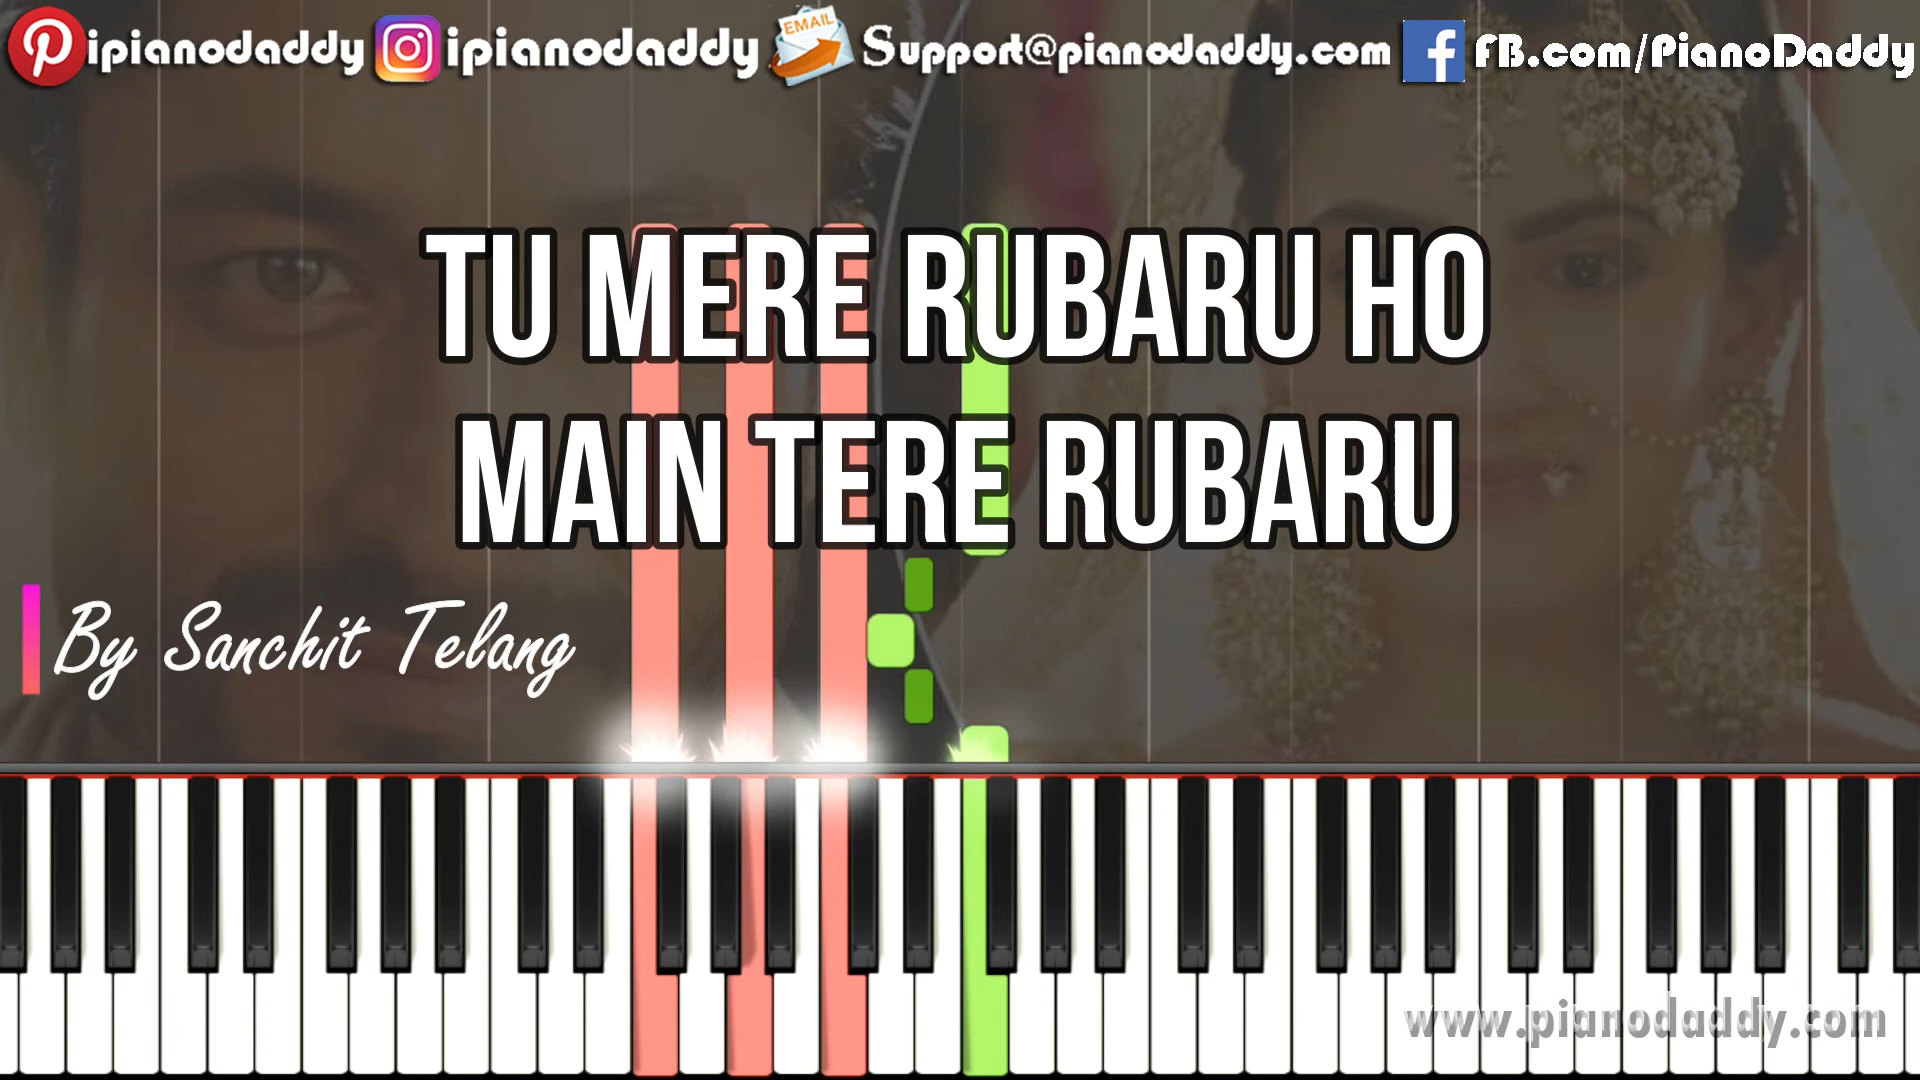 ipianodaddy ipianodaddy EMAIL Support@pianodaddy.com f FB.com/PianoDaddy
TU MERE RUBARU HO
MAIN TERE RUBARU
By Sanchit Telang
www.pianodaddy.com